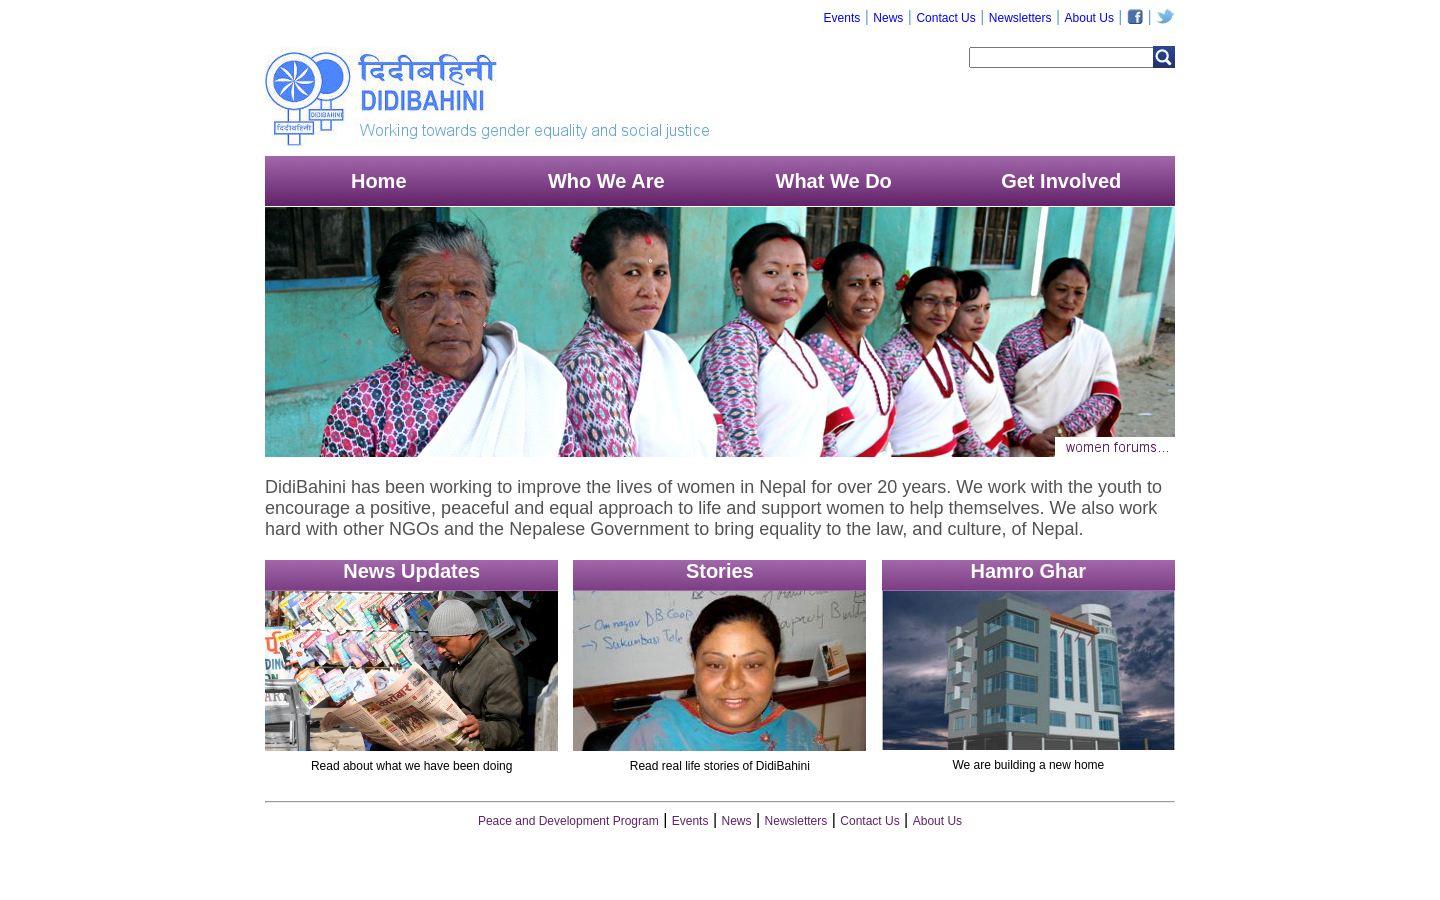 Events | News | Contact Us | Newsletters | About Us | f |
दिदीबहिनी
DIDIBAHINI
DIDIBAHINI
दिदीबहिनी
Working towards gender equality and social justice
Home Who We Are What We Do Get Involved
women forums...
DidiBahini has been working to improve the lives of women in Nepal for over 20 years. We work with the youth to
encourage a positive, peaceful and equal approach to life and support women to help themselves. We also work
hard with other NGOs and the Nepalese Government to bring equality to the law, and culture, of Nepal.
News Updates
Stories
Hamro Ghar
कारोबार
DB Coop
Sukumbasi Tole
Read about what we have been doing
Read real life stories of DidiBahini
We are building a new home
Peace and Development Program | Events | News | Newsletters | Contact Us | About Us